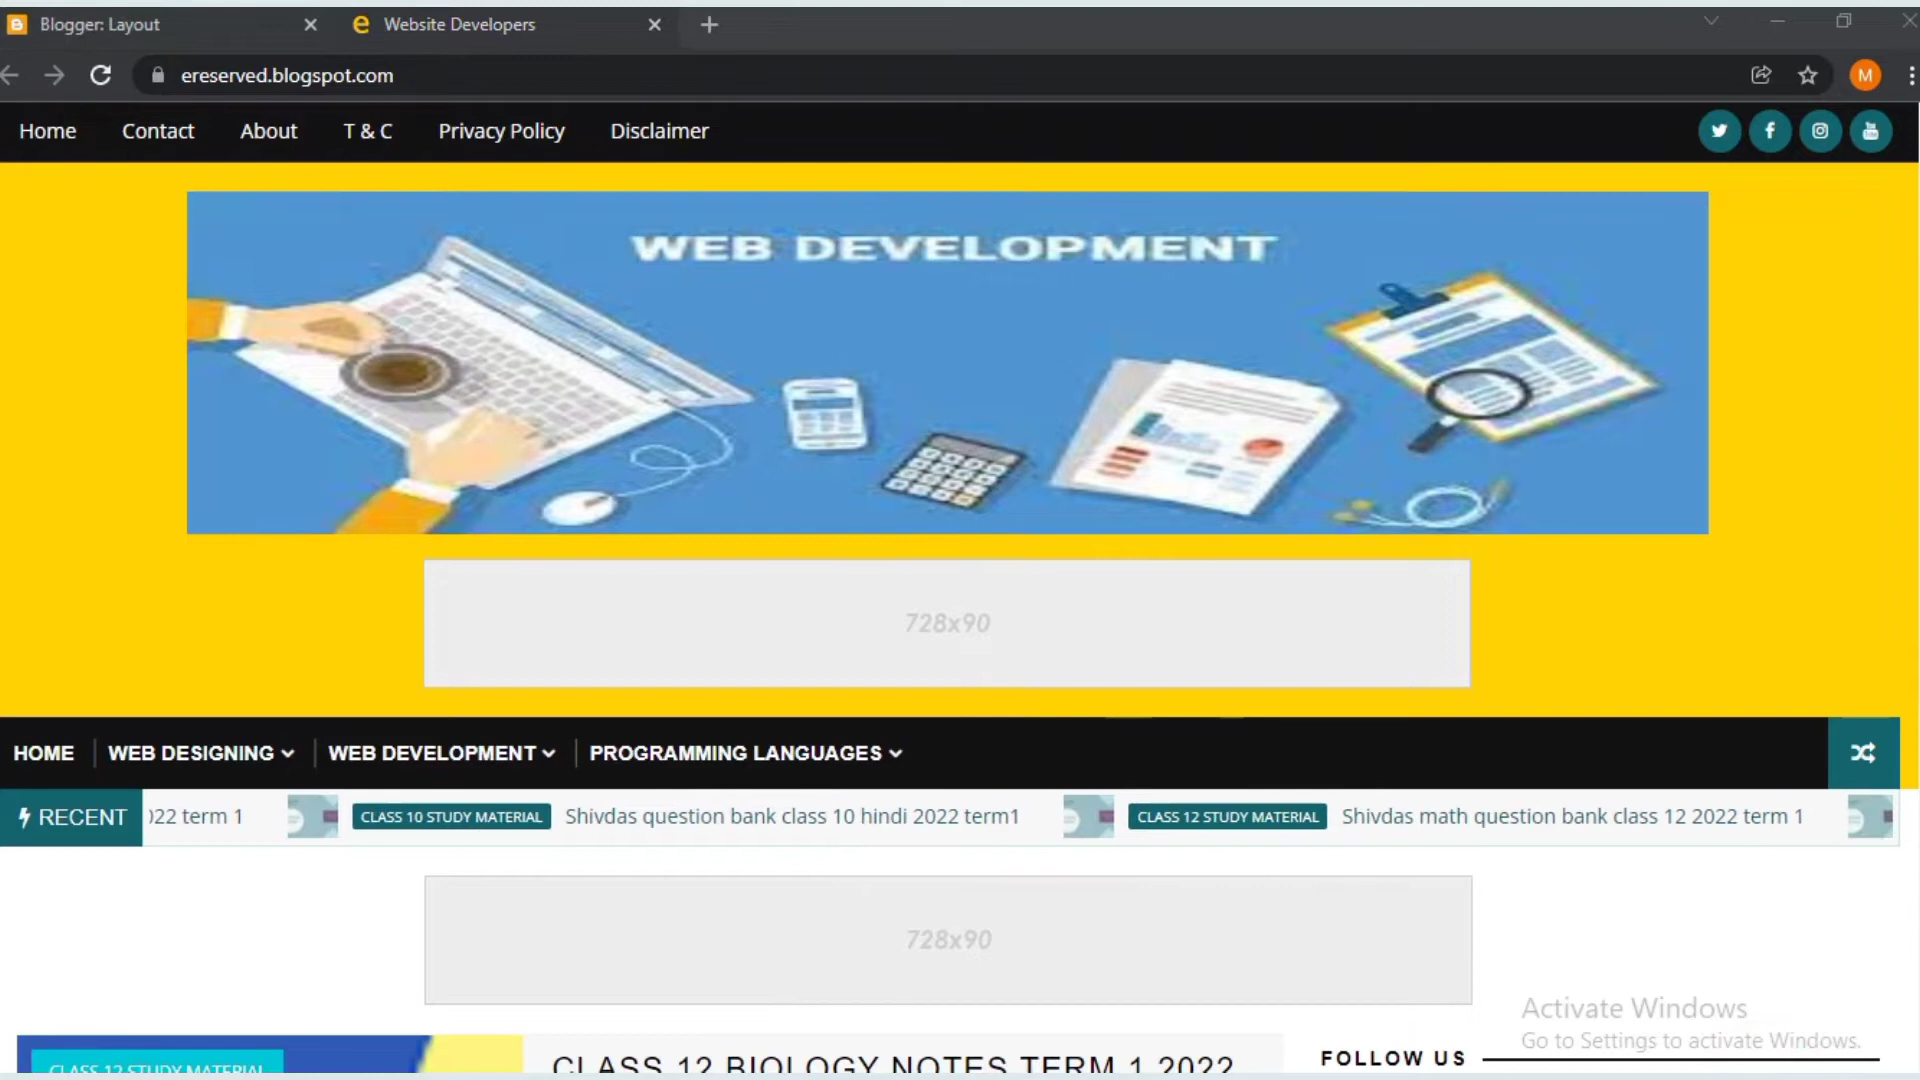 Blogger: Layout
Website Developers
ereserved.blogspot.com
M
Home Contact About T & C Privacy Policy Disclaimer
WEB DEVELOPMENT
728x90
HOME WEB DESIGNING WEB DEVELOPMENT PROGRAMMING LANGUAGES
RECENT 022 term 1 CLASS 10 STUDY MATERIAL Shivdas question bank class 10 hindi 2022 term1 CLASS 12 STUDY MATERIAL Shivdas math question bank class 12 2022 term 1
728x90
Activate Windows
Go to Settings to activate Windows.
CLASS 12 STUDY MATERIAL
CLASS 12 BIOLOGY NOTES TERM 1 2022
FOLLOW US